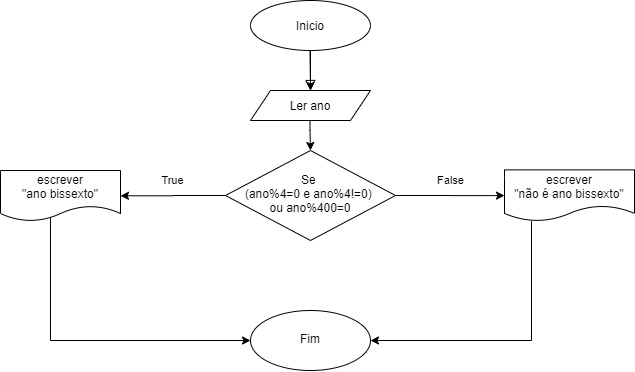 Inicio
Ler ano
Se
(ano%4=0 e ano%4!=0)
ou ano%400=0
True
False
escrever
"ano bissexto"
escrever
"não é ano bissexto"
Fim